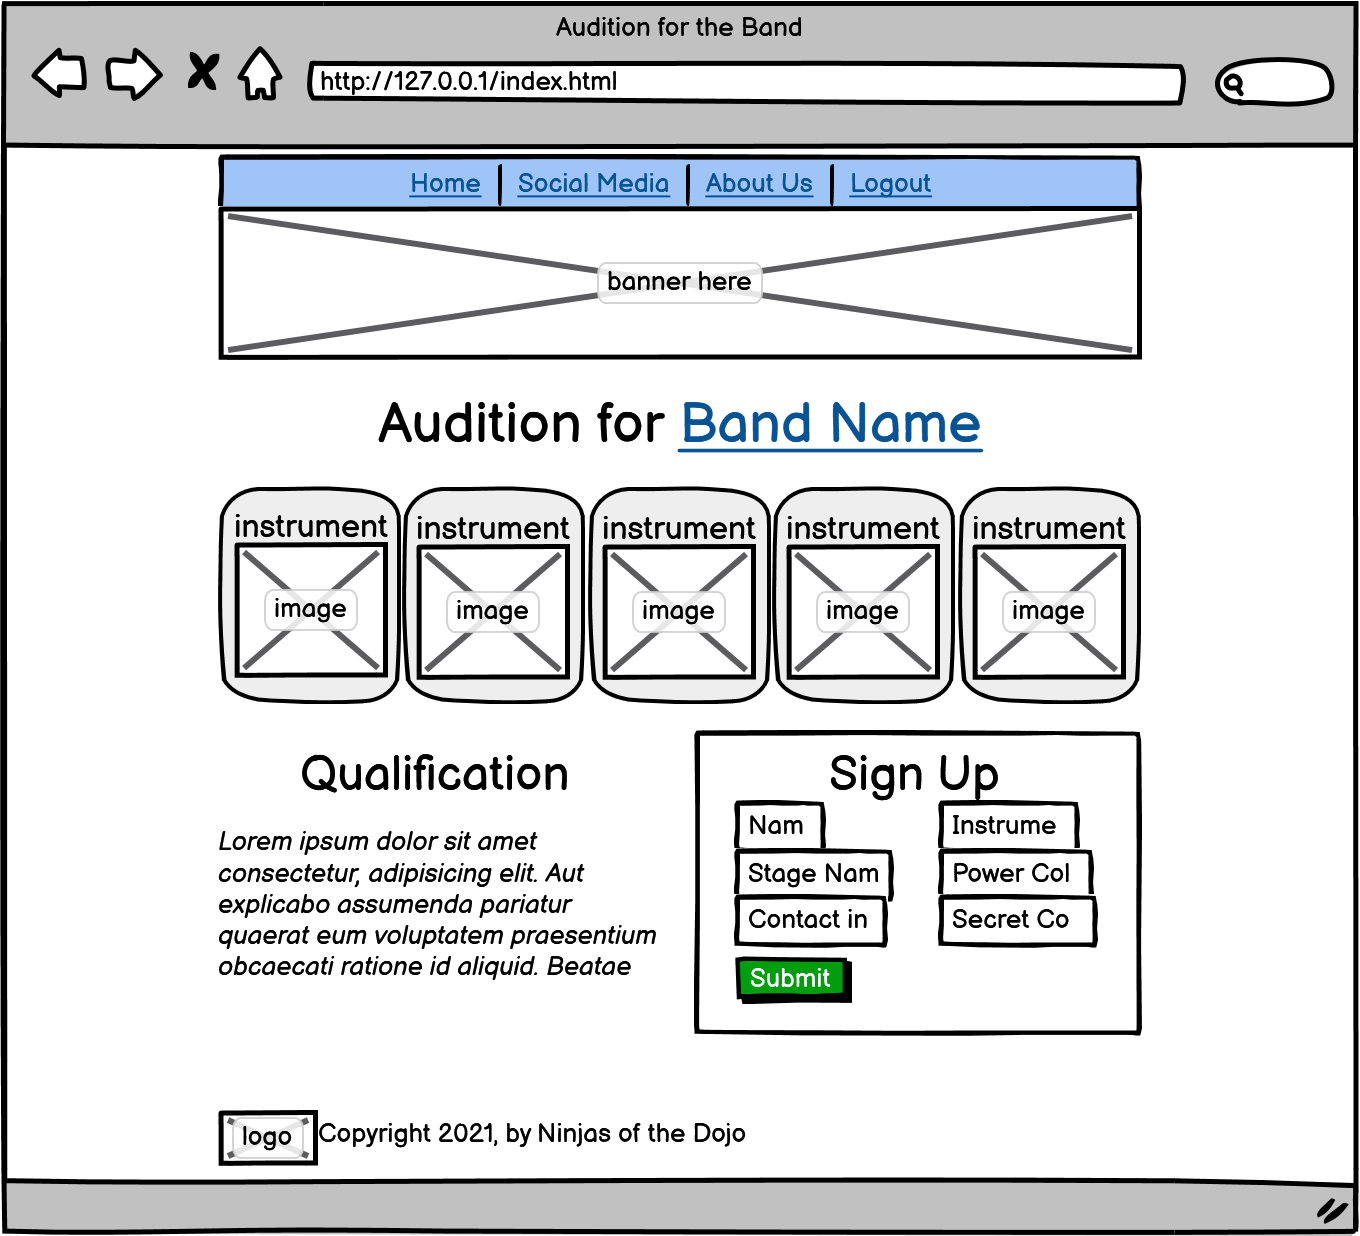 Audition for the Band
http://127.0.0.1/index.html
Home Social Media About Us Logout
banner here
Audition for Band Name
instrument instrument instrument instrument instrument
image image image image image
Qualification
Lorem ipsum dolor sit amet
consectetur, adipisicing elit. Aut
explicabo assumenda pariatur
quaerat eum voluptatem praesentium
obcaecati ratione id aliquid. Beatae
Sign Up
Nam Instrume
Stage Nam Power Col
Contact in Secret Co
Submit
logo Copyright 2021, by Ninjas of the Dojo